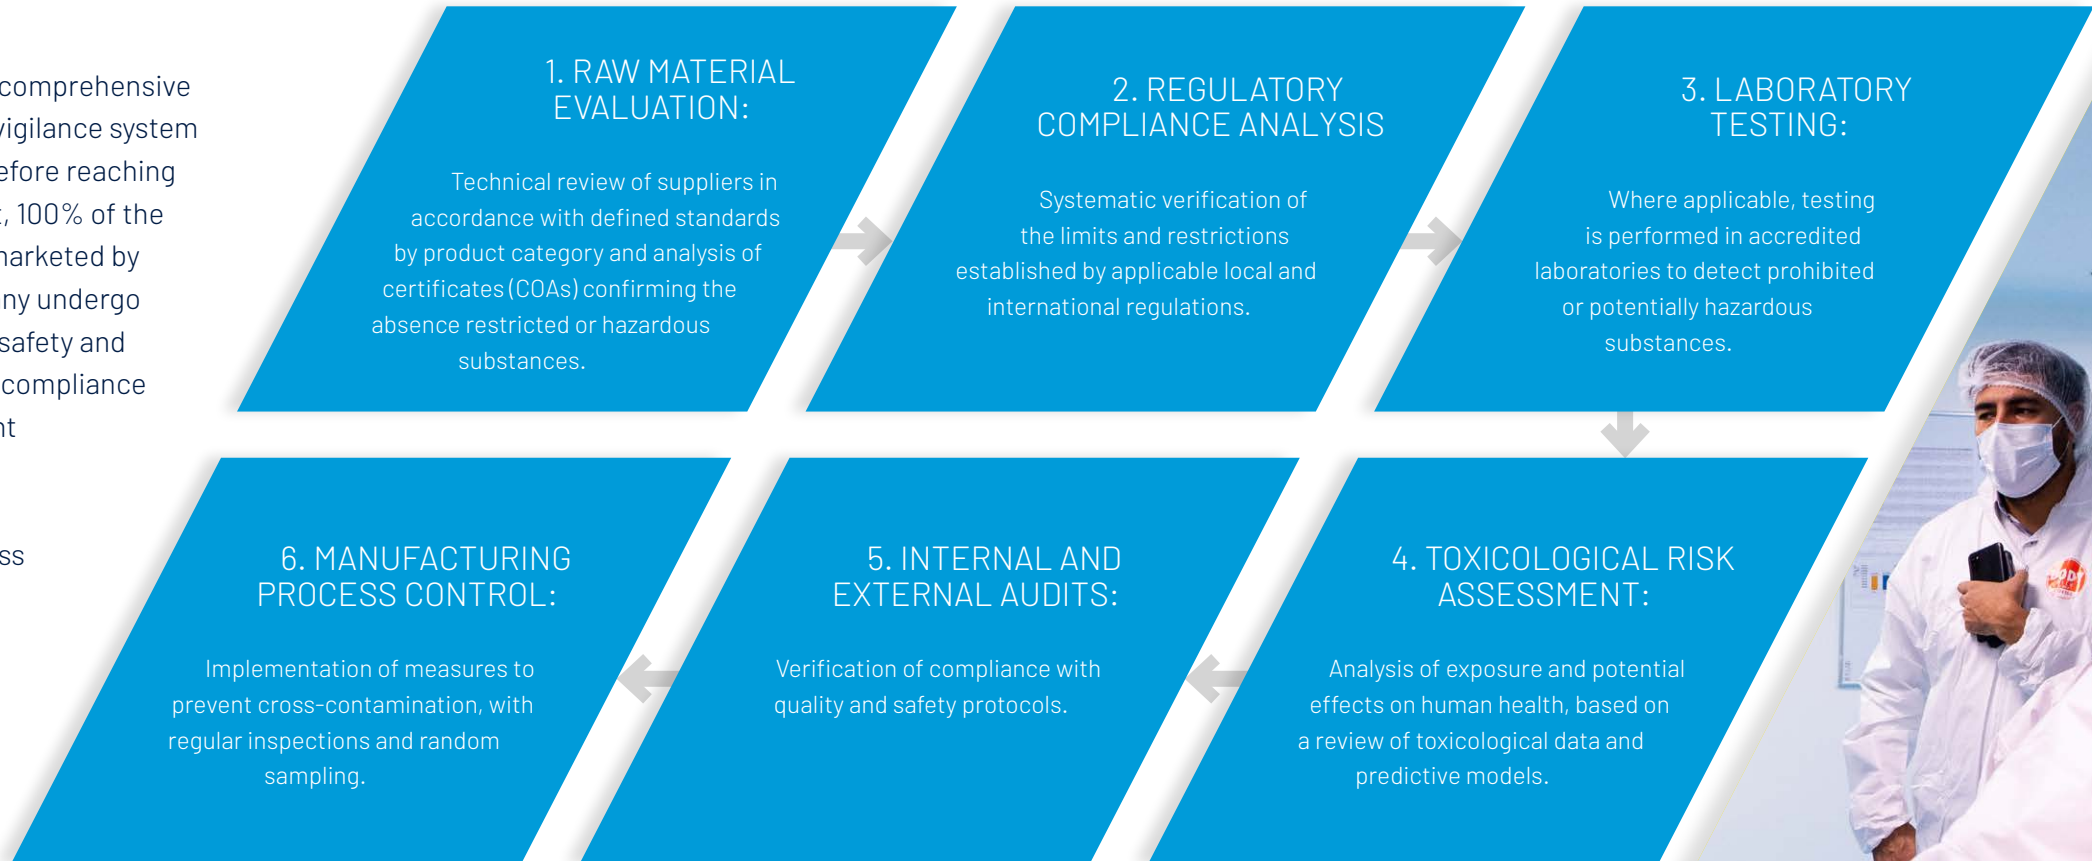 comprehensive
vigilance system
efore reaching
, 100% of the
marketed by
ny undergo
safety and
compliance
nt
ss
1. RAW MATERIAL
EVALUATION:
Technical review of suppliers in
accordance with defined standards
by product category and analysis of
certificates (COAs) confirming the
absence restricted or hazardous
substances.
2. REGULATORY
COMPLIANCE ANALYSIS
Systematic verification of
the limits and restrictions
established by applicable local and
international regulations.
3. LABORATORY
TESTING:
Where applicable, testing
is performed in accredited
laboratories to detect prohibited
or potentially hazardous
substances.
4. TOXICOLOGICAL RISK
ASSESSMENT:
Analysis of exposure and potential
effects on human health, based on
a review of toxicological data and
predictive models.
5. INTERNAL AND
EXTERNAL AUDITS:
Verification of compliance with
quality and safety protocols.
6. MANUFACTURING
PROCESS CONTROL:
Implementation of measures to
prevent cross-contamination, with
regular inspections and random
sampling.